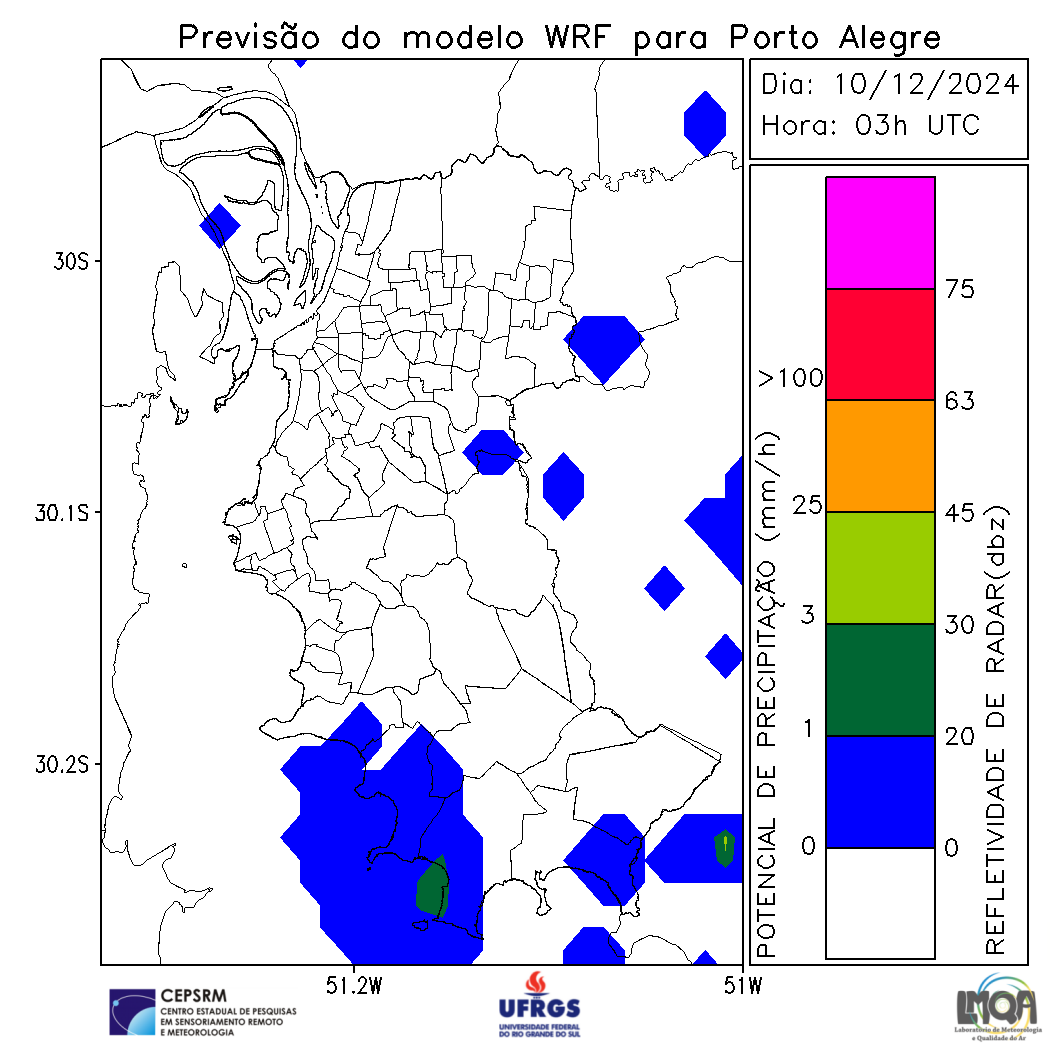 Previsão do modelo WRF para Porto Alegre
Dia: 10/12/2024
Hora: 03h UTC
30S
30.1S
30.2S
51.2W
51W
POTENCIAL DE PRECIPITAÇÃO (mm/h)
>100
25
3
1
0
75
63
45
30
20
0
REFLETIVIDADE DE RADAR(dbz)
CEPSRM
CENTRO ESTADUAL DE PESQUISAS
EM SENSORIAMENTO REMOTO
E METEOROLOGIA
UFRGS
UNIVERSIDADE FEDERAL
DO RIO GRANDE DO SUL
LMQA
Laboratório de Meteorologia
e Qualidade do Ar